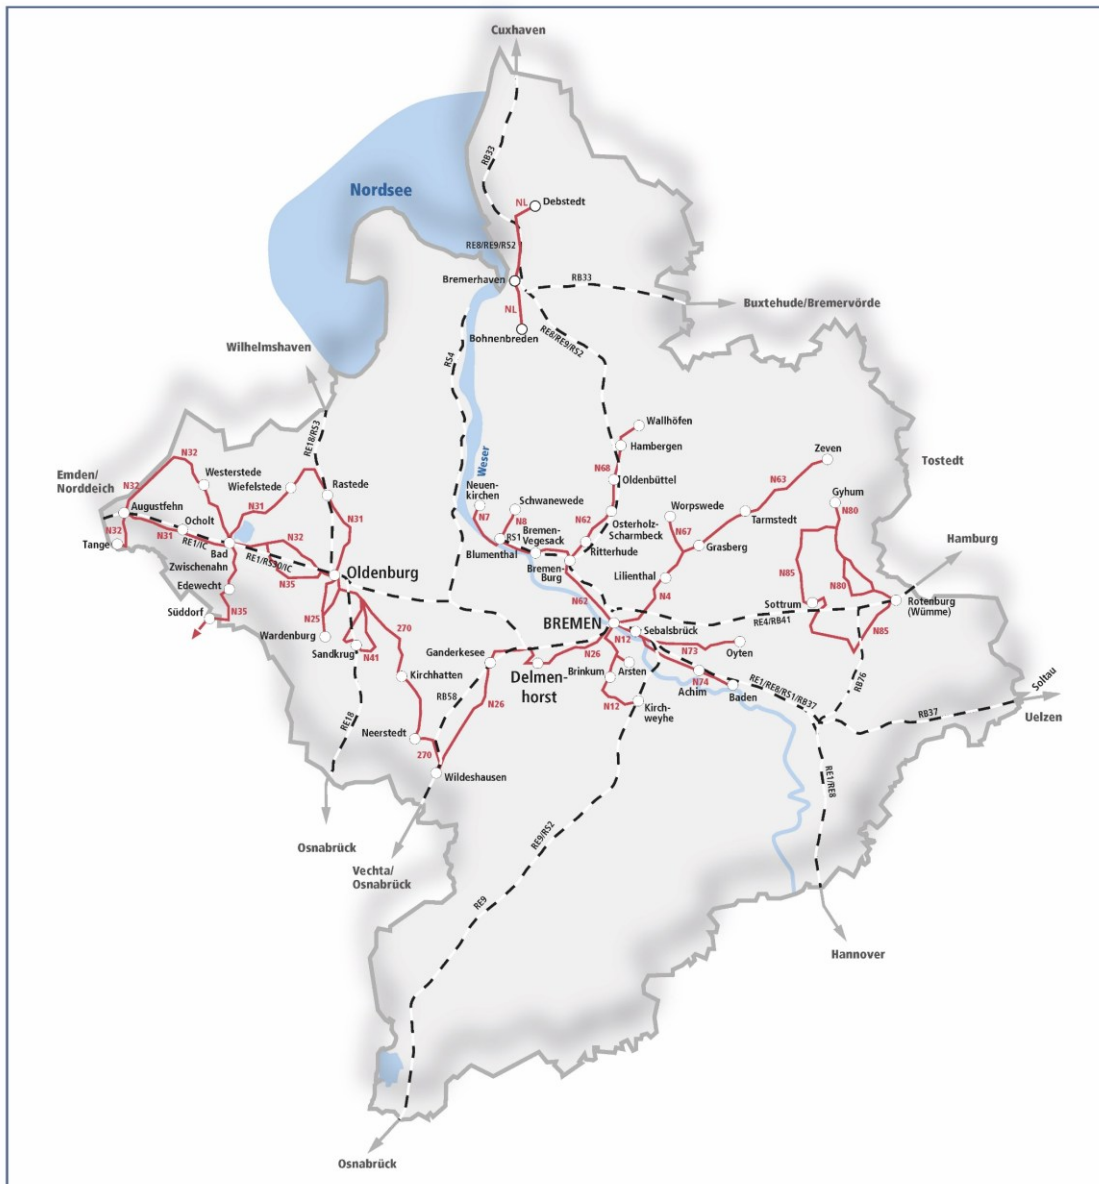 Cuxhaven
RB33
Nordsee
NL
Debstedt
RE8/RE9/RS2
Bremerhaven
RB33
Buxtehude/Bremervörde
NL
Bohnenbreden
RE8/RE9/RS2
Wilhelmshaven
RS4
RE18/RS3
Wallhöfen
Hambergen
Weser
Zeven
N32
Westerstede
Wiefelstede
Rastede
Emden/
Norddeich
Tostedt
N68
Oldenbüttel
N63
Neuen-
kirchen
Schwanewede
Worpswede
Gyhum
N32
Augustfehn
N31
N31
N7
N8
N62
Osterholz-
Scharmbeck
N67
Tarmstedt
N80
Ocholt
N32
N31
RE1/IC
Tange
Bad
Zwischenahn
N32
RE1/RS30/IC
N35
Oldenburg
RS1
Blumenthal
Bremen-
Vegesack
Ritterhude
Bremen-
Burg
Grasberg
Hamburg
Lilienthal
N85
N80
Edewecht
Süddorf
N35
N62
N4
Sottrum
Rotenburg
(Wümme)
N25
Wardenburg
Sandkrug
N41
270
BREMEN
N12
Sebalsbrück
RE4/RB41
N85
Ganderkesee
N26
N73
Oyten
Kirchhatten
Delmen-
horst
Brinkum
Arsten
N74
Achim
Baden
RE1/RE8/RS1/RB37
RB76
Soltau
Uelzen
RB58
N26
N12
Kirch-
weyhe
RB37
RE18
Neerstedt
270
Wildeshausen
RE1/RE8
Osnabrück
Vechta/
Osnabrück
RE9/RS2
RE9
Hannover
Osnabrück